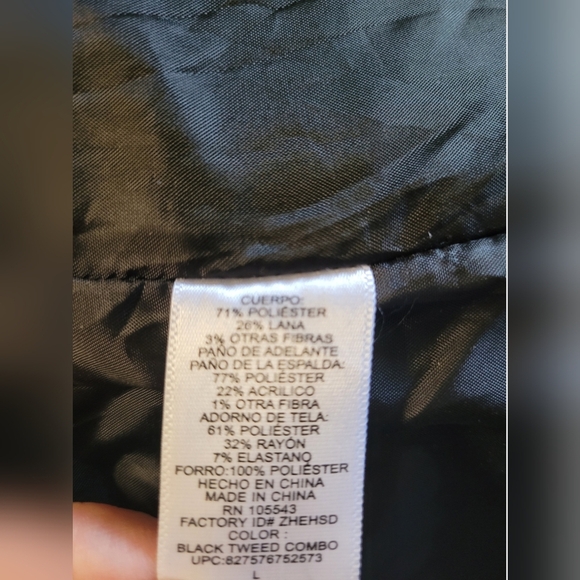 CUERPO:
71% POLIÉSTER
26% LANA
3% OTRAS FIBRAS
PAÑO DE ADELANTE
PAÑO DE LA ESPALDA:
77% POLIÉSTER
22% ACRILICO
1% OTRA FIBRA
ADORNO DE TELA:
61% POLIÉSTER
32% RAYÓN
7% ELASTANO
FORRO:100% POLIÉSTER
HECHO EN CHINA
MADE IN CHINA
RN 105543
FACTORY ID# ZHEHSD
COLOR :
BLACK TWEED COMBO
UPC:827576752573
L